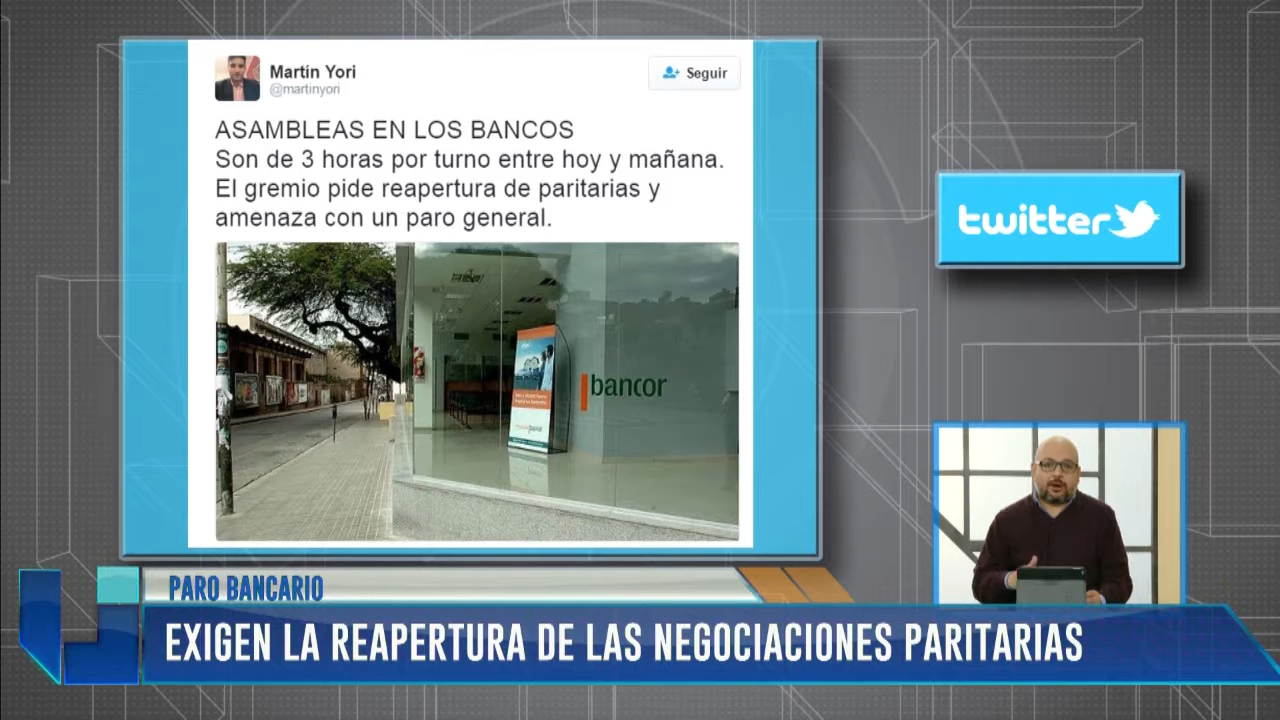 Martín Yori
@martinyori
Seguir
ASAMBLEAS EN LOS BANCOS
Son de 3 horas por turno entre hoy y mañana.
El gremio pide reapertura de paritarias y
amenaza con un paro general.
bancor
twitter
PARO BANCARIO
EXIGEN LA REAPERTURA DE LAS NEGOCIACIONES PARITARIAS